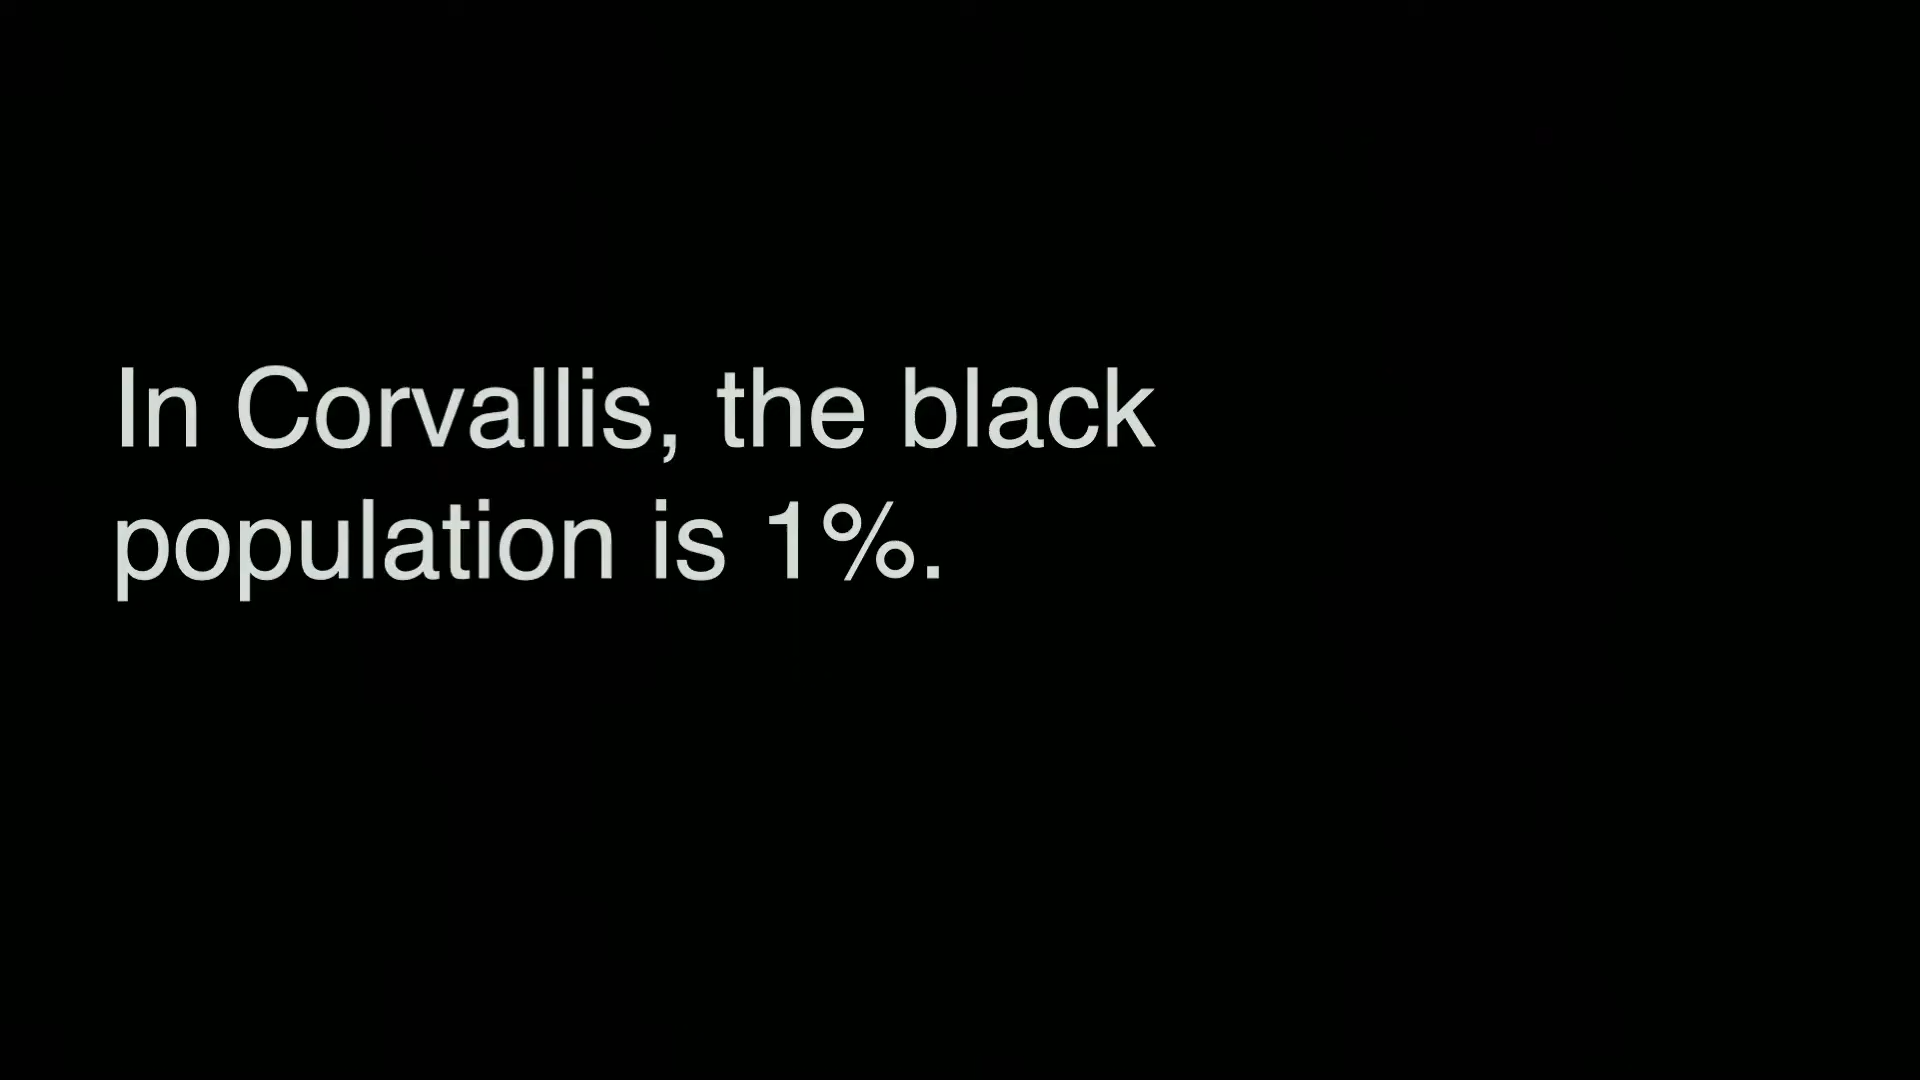 In Corvallis, the black
population is 1%.